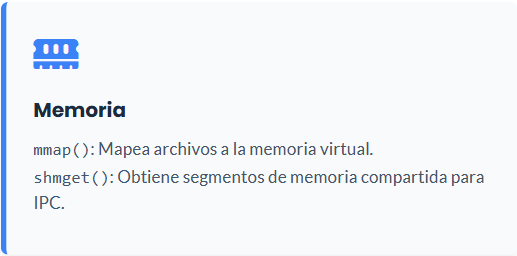 Memoria
mmap(): Mapea archivos a la memoria virtual.
shmget(): Obtiene segmentos de memoria compartida para
IPC.